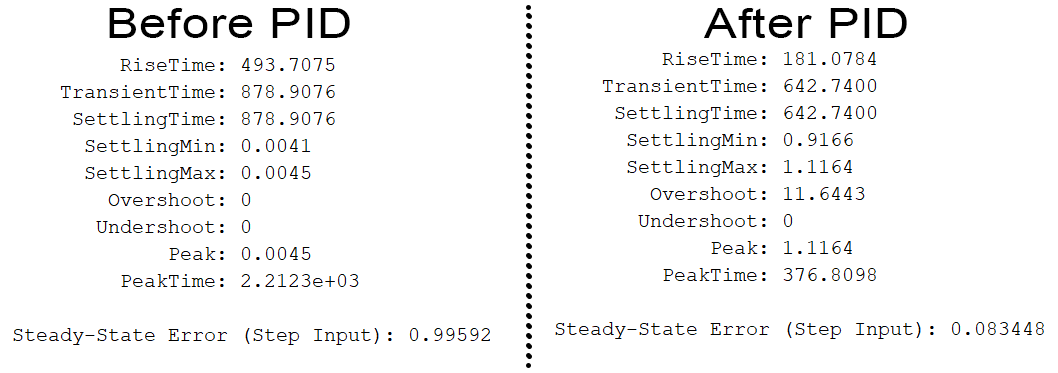 Before PID
RiseTime: 493.7075
TransientTime: 878.9076
SettlingTime: 878.9076
SettlingMin: 0.0041
SettlingMax: 0.0045
Overshoot: 0
Undershoot: 0
Peak: 0.0045
PeakTime: 2.2123e+03
Steady-State Error (Step Input): 0.99592
After PID
RiseTime: 181.0784
TransientTime: 642.7400
SettlingTime: 642.7400
SettlingMin: 0.9166
SettlingMax: 1.1164
Overshoot: 11.6443
Undershoot: 0
Peak: 1.1164
PeakTime: 376.8098
Steady-State Error (Step Input): 0.083448